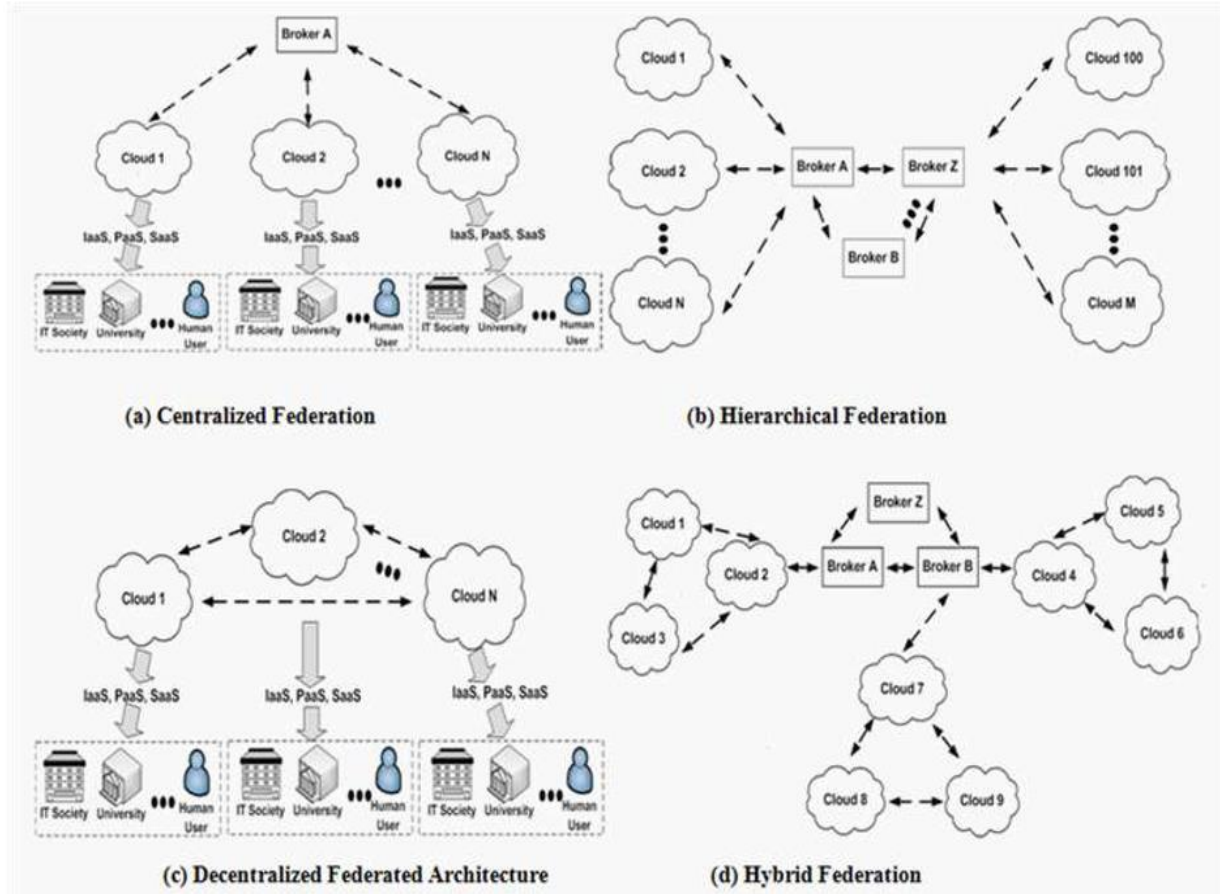 Broker A
Cloud 1
Cloud 2
Cloud N
IaaS, PaaS, SaaS
IaaS, PaaS, SaaS
IaaS, PaaS, SaaS
IT Society
University
Human
User
IT Society
University
Human
User
IT Society
University
Human
User
(a) Centralized Federation
Cloud 1
Cloud 100
Cloud 2
Broker A
Broker Z
Cloud 101
Broker B
Cloud N
Cloud M
(b) Hierarchical Federation
Cloud 2
Cloud 1
Cloud N
IaaS, PaaS, SaaS
IaaS, PaaS, SaaS
IaaS, PaaS, SaaS
IT Society
University
Human
User
IT Society
University
Human
User
IT Society
University
Human
User
(c) Decentralized Federated Architecture
Broker Z
Cloud 1
Cloud 5
Cloud 2
Broker A
Broker B
Cloud 4
Cloud 3
Cloud 6
Cloud 7
Cloud 8
Cloud 9
(d) Hybrid Federation